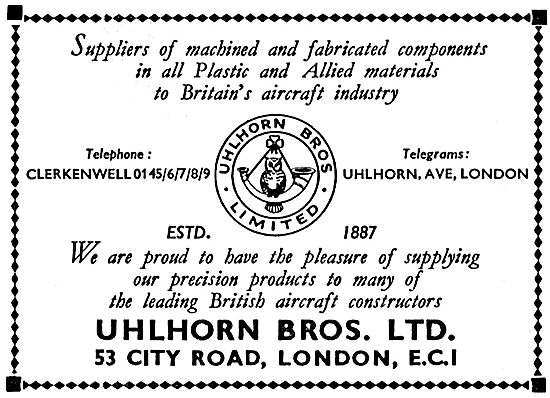 Suppliers of machined and fabricated components
in all Plastic and Allied materials
to Britain's aircraft industry
Telephone :
CLERKENWELL 0145/6/7/8/9
UHLHORN BROS
LIMITED
Telegrams :
UHLHORN, AVE, LONDON
ESTD. 1887
We are proud to have the pleasure of supplying
our precision products to many of
the leading British aircraft constructors
UHLHORN BROS. LTD.
53 CITY ROAD, LONDON, E.C.1